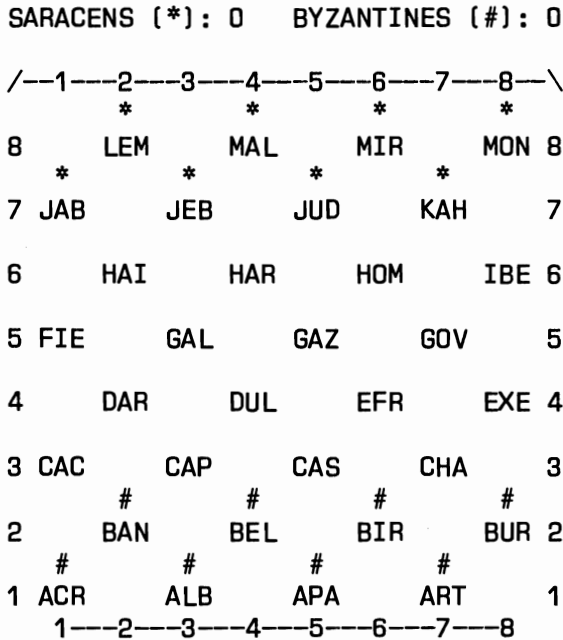 SARACENS (*): 0 BYZANTINES (#): 0
/--1---2---3---4---5---6---7---8--\
* * * *
8 LEM MAL MIR MON 8
* * * *
7 JAB JEB JUD KAH 7
6 HAI HAR HOM IBE 6
5 FIE GAL GAZ GOV 5
4 DAR DUL EFR EXE 4
3 CAC CAP CAS CHA 3
# # # #
2 BAN BEL BIR BUR 2
# # # #
1 ACR ALB APA ART 1
1---2---3---4---5---6---7---8